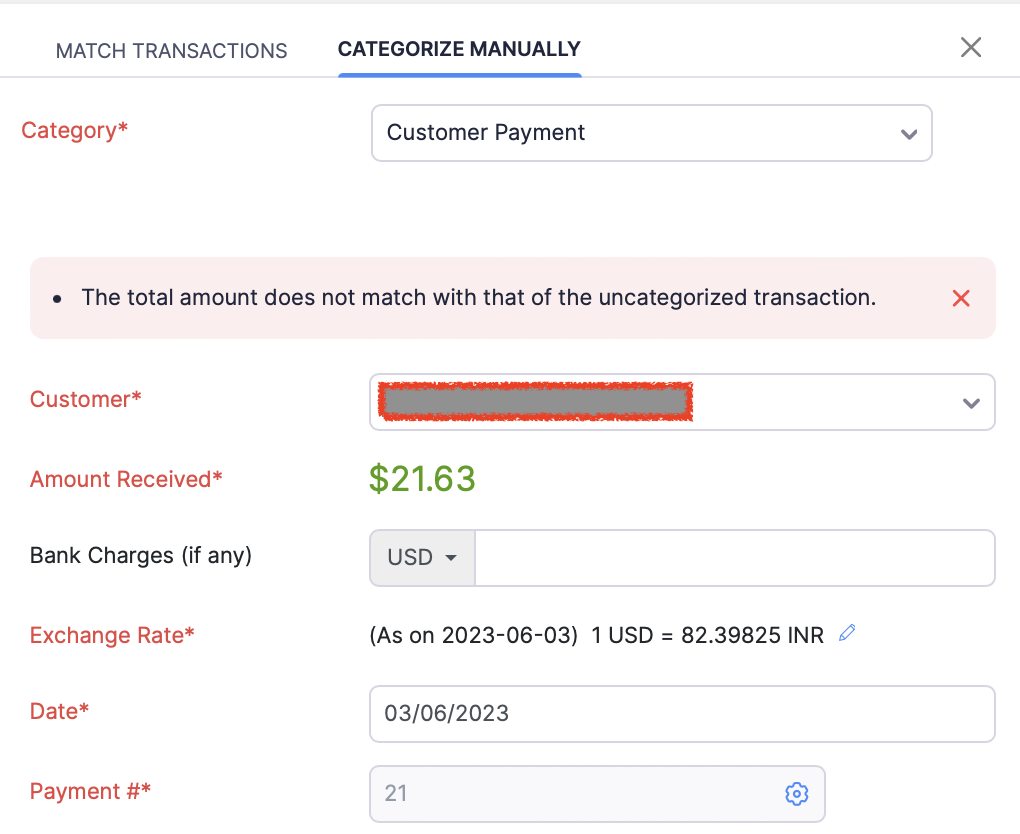 MATCH TRANSACTIONS CATEGORIZE MANUALLY
Category* Customer Payment
• The total amount does not match with that of the uncategorized transaction.
Customer*
Amount Received* $21.63
Bank Charges (if any) USD
Exchange Rate* (As on 2023-06-03) 1 USD = 82.39825 INR
Date* 03/06/2023
Payment #* 21